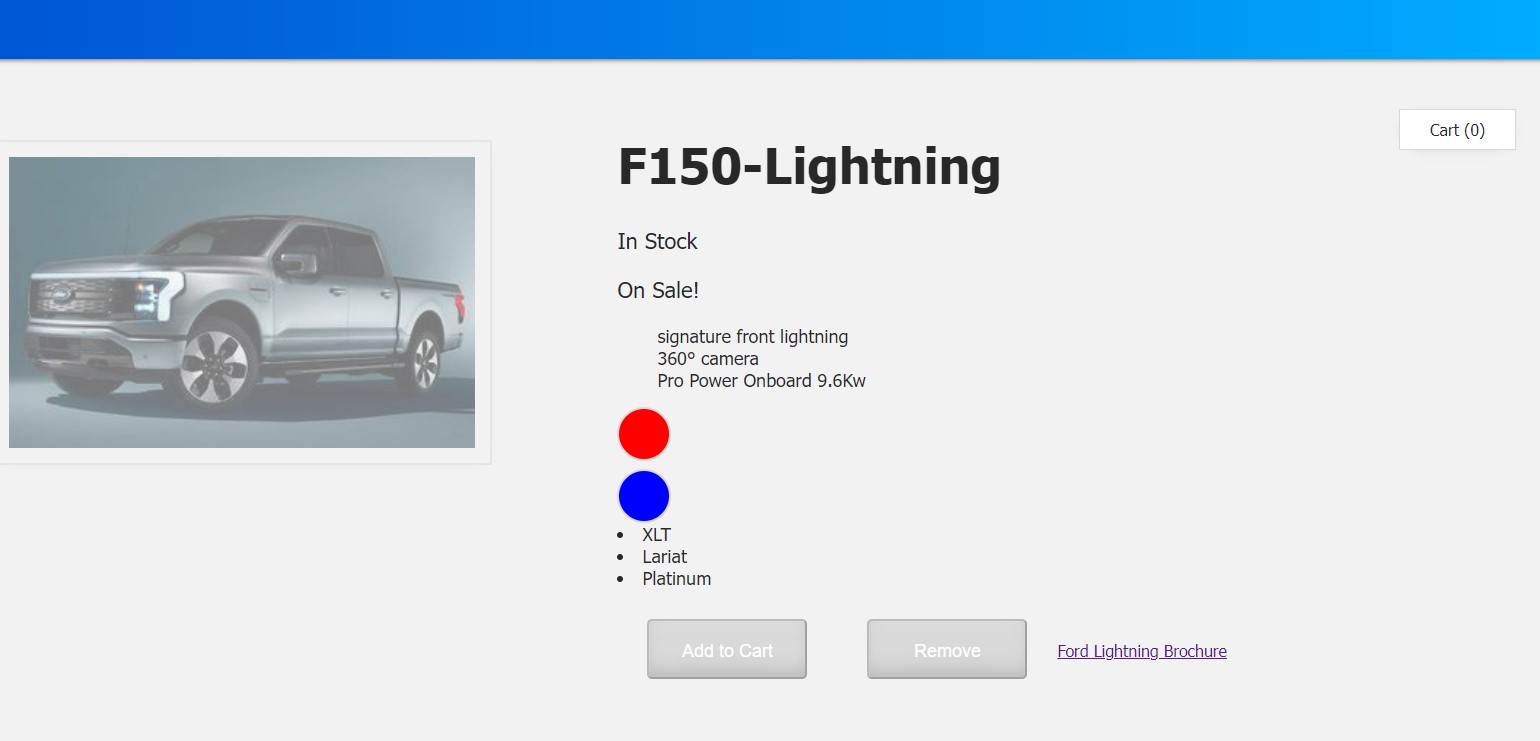 Cart (0)
F150-Lightning
In Stock
On Sale!
signature front lightning
360° camera
Pro Power Onboard 9.6Kw
XLT
Lariat
Platinum
Add to Cart
Remove
Ford Lightning Brochure